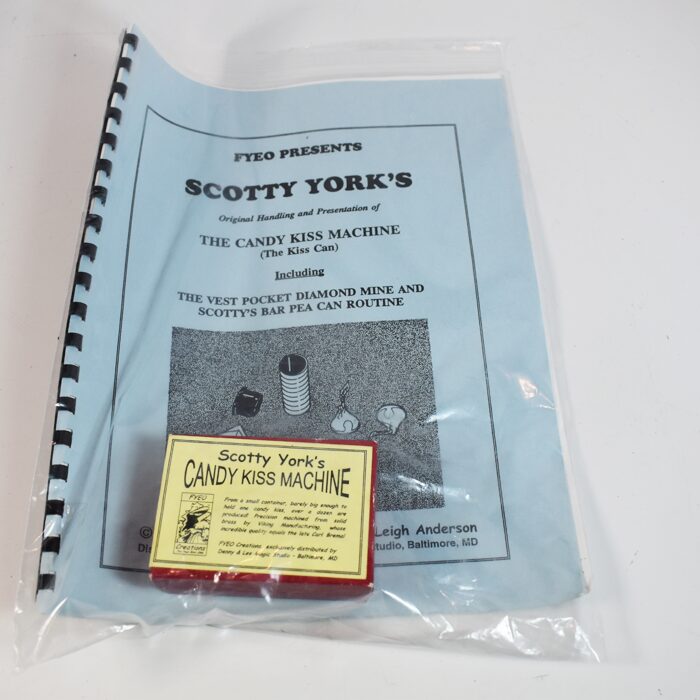 FYEO PRESENTS
SCOTTY YORK'S
Original Handling and Presentation of
THE CANDY KISS MACHINE
(The Kiss Can)
Including
THE VEST POCKET DIAMOND MINE AND
SCOTTY'S BAR PEA CAN ROUTINE
©
Leigh Anderson
Studio, Baltimore, MD
Scotty York's
CANDY KISS MACHINE
FYEO
Creations
From a small container, barely big enough to
hold one candy kiss, over a dozen are
produced! Precision machined from solid
brass by Viking Manufacturing, whose
incredible quality equals the late Carl Brema!
FYEO Creations, exclusively distributed by
Denny & Lee Magic Studio - Baltimore, MD